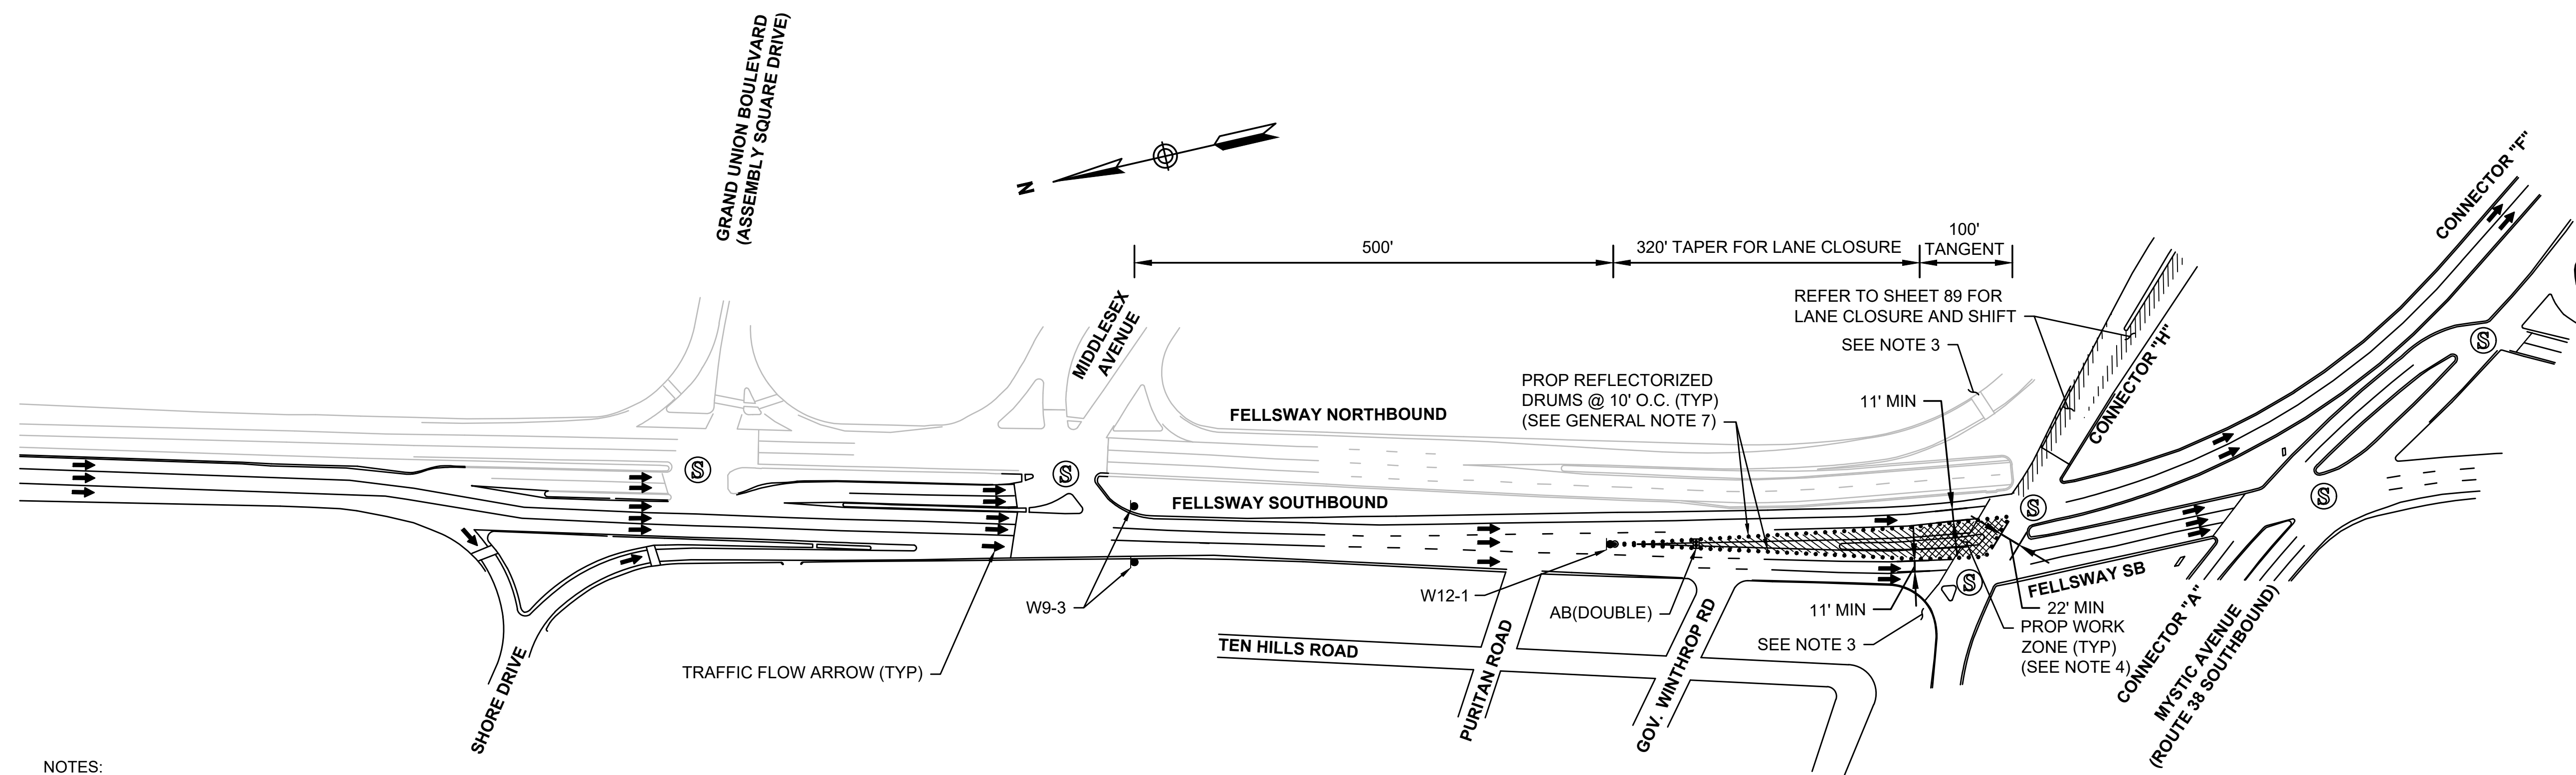 GRAND UNION BOULEVARD
(ASSEMBLY SQUARE DRIVE)
N
500'
320' TAPER FOR LANE CLOSURE
100'
TANGENT
MIDDLESEX
AVENUE
REFER TO SHEET 89 FOR
LANE CLOSURE AND SHIFT
SEE NOTE 3
CONNECTOR "F"
CONNECTOR "H"
PROP REFLECTORIZED
DRUMS @ 10' O.C. (TYP)
(SEE GENERAL NOTE 7)
11' MIN
FELLSWAY NORTHBOUND
FELLSWAY SOUTHBOUND
S
S
S
S
S
S
W9-3
W12-1
AB(DOUBLE)
11' MIN
SEE NOTE 3
FELLSWAY SB
22' MIN
PROP WORK
ZONE (TYP)
(SEE NOTE 4)
TRAFFIC FLOW ARROW (TYP)
SHORE DRIVE
TEN HILLS ROAD
PURITAN ROAD
GOV. WINTHROP RD
CONNECTOR "A"
MYSTIC AVENUE
(ROUTE 38 SOUTHBOUND)
NOTES: